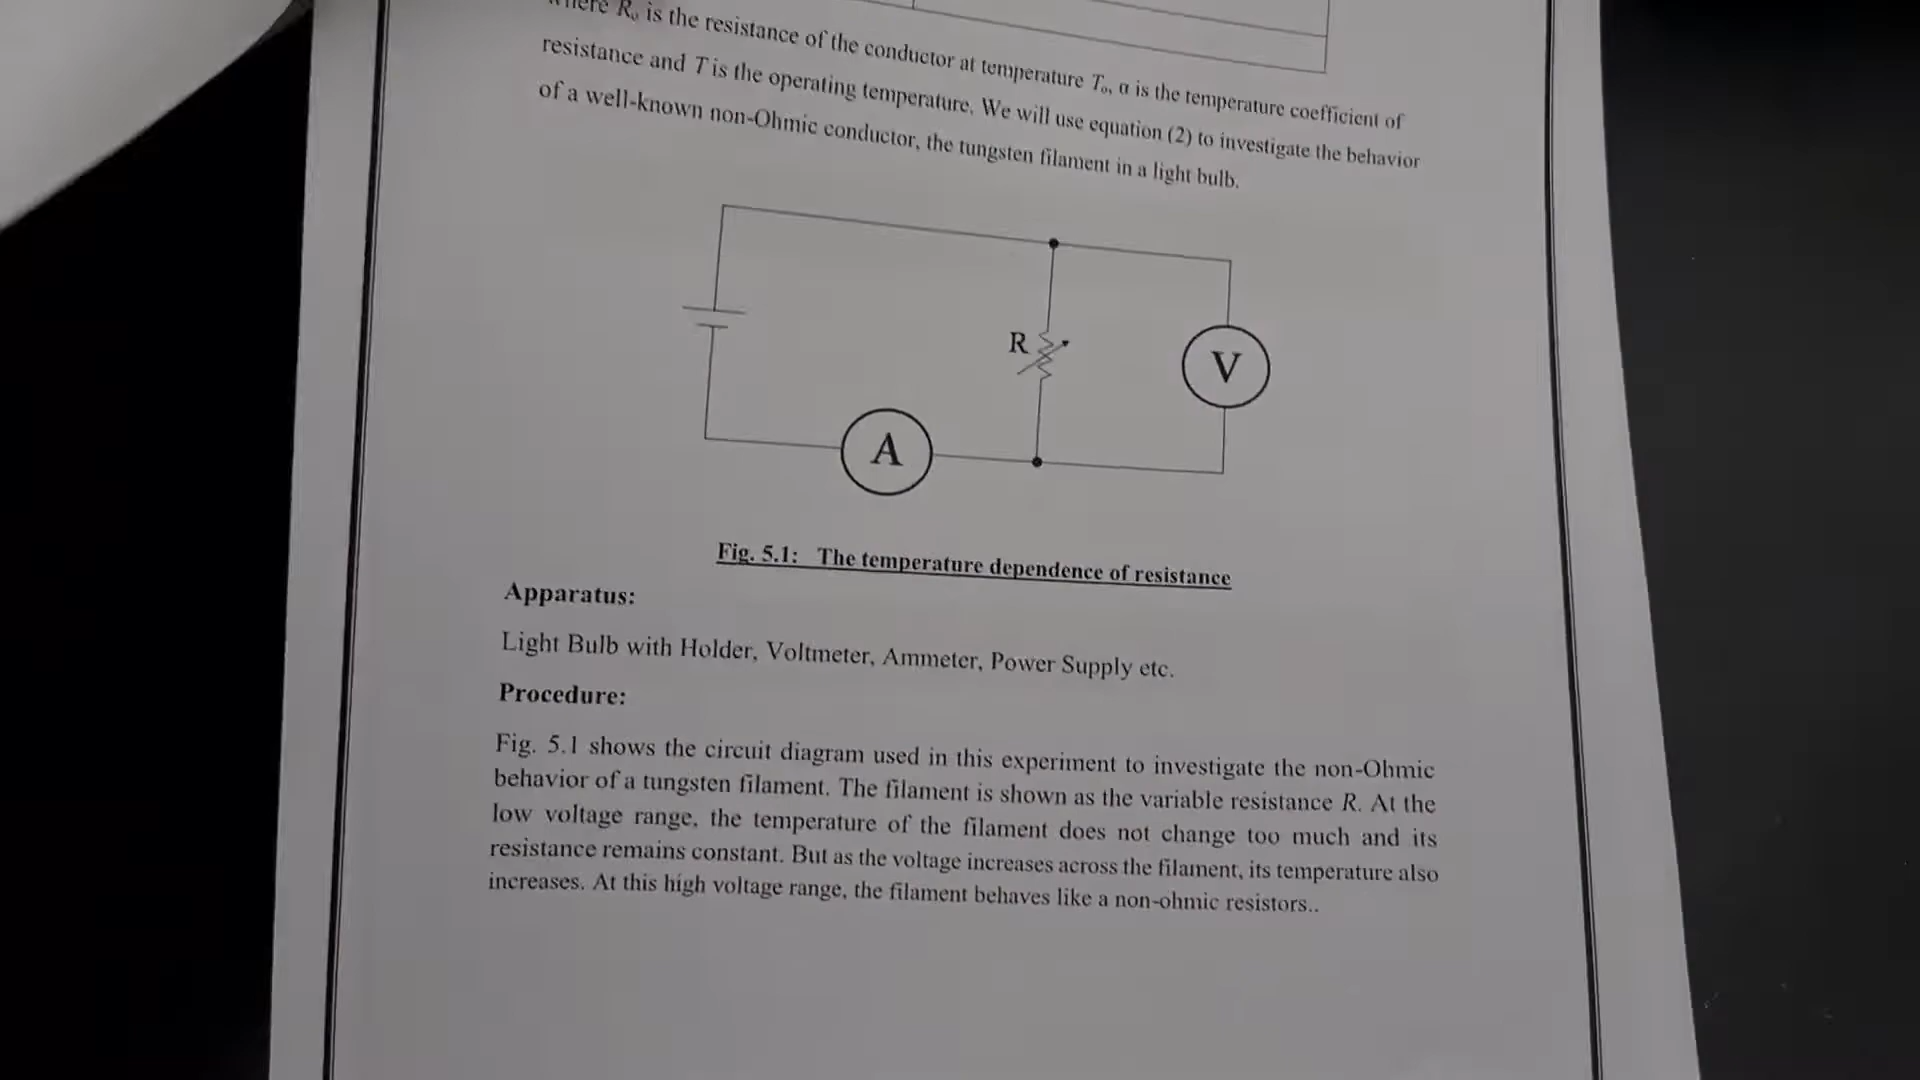 where Rₒ is the resistance of the conductor at temperature Tₒ, α is the temperature coefficient of
resistance and T is the operating temperature. We will use equation (2) to investigate the behavior
of a well-known non-Ohmic conductor, the tungsten filament in a light bulb.
R
V
A
Fig. 5.1: The temperature dependence of resistance
Apparatus:
Light Bulb with Holder, Voltmeter, Ammeter, Power Supply etc.
Procedure:
Fig. 5.1 shows the circuit diagram used in this experiment to investigate the non-Ohmic
behavior of a tungsten filament. The filament is shown as the variable resistance R. At the
low voltage range, the temperature of the filament does not change too much and its
resistance remains constant. But as the voltage increases across the filament, its temperature also
increases. At this high voltage range, the filament behaves like a non-ohmic resistors..